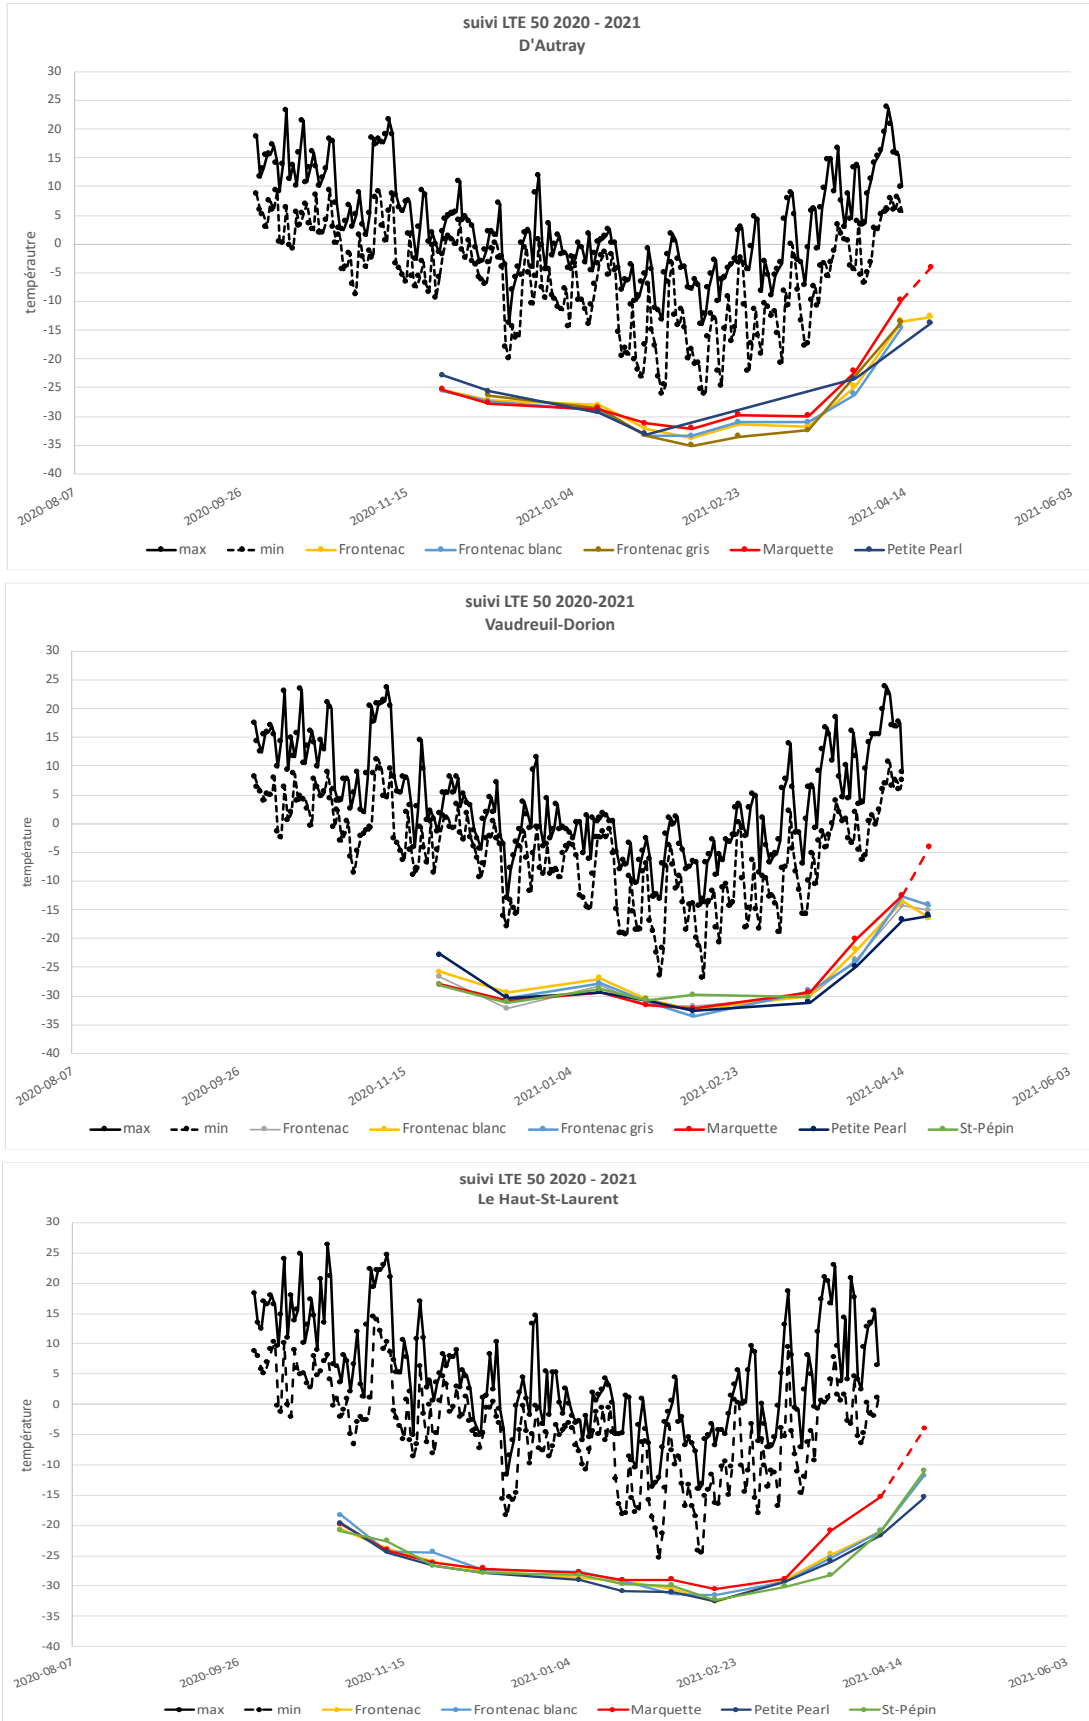 suivi LTE 50 2020 - 2021
D'Autray
tempéraututre
30
25
20
15
10
5
0
-5
-10
-15
-20
-25
-30
-35
-40
2020-08-07
2020-09-26
2020-11-15
2021-01-04
2021-02-23
2021-04-14
2021-06-03
max
min
Frontenac
Frontenac blanc
Frontenac gris
Marquette
Petite Pearl
suivi LTE 50 2020-2021
Vaudreuil-Dorion
température
30
25
20
15
10
5
0
-5
-10
-15
-20
-25
-30
-35
-40
2020-08-07
2020-09-26
2020-11-15
2021-01-04
2021-02-23
2021-04-14
2021-06-03
max
min
Frontenac
Frontenac blanc
Frontenac gris
Marquette
Petite Pearl
St-Pépin
suivi LTE 50 2020 - 2021
Le Haut-St-Laurent
température
30
25
20
15
10
5
0
-5
-10
-15
-20
-25
-30
-35
-40
2020-08-07
2020-09-26
2020-11-15
2021-01-04
2021-02-23
2021-04-14
2021-06-03
max
min
Frontenac
Frontenac blanc
Marquette
Petite Pearl
St-Pépin